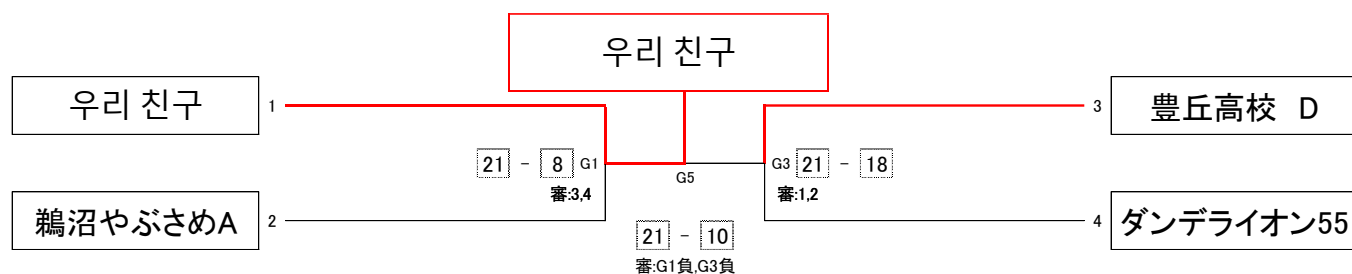 우리 친구
우리 친구 1
3 豊丘高校 D
21 - 8 G1
G5
G3 21 - 18
審:3,4
審:1,2
鵜沼やぶさめA 2
4 ダンデライオン55
21 - 10
審:G1負,G3負